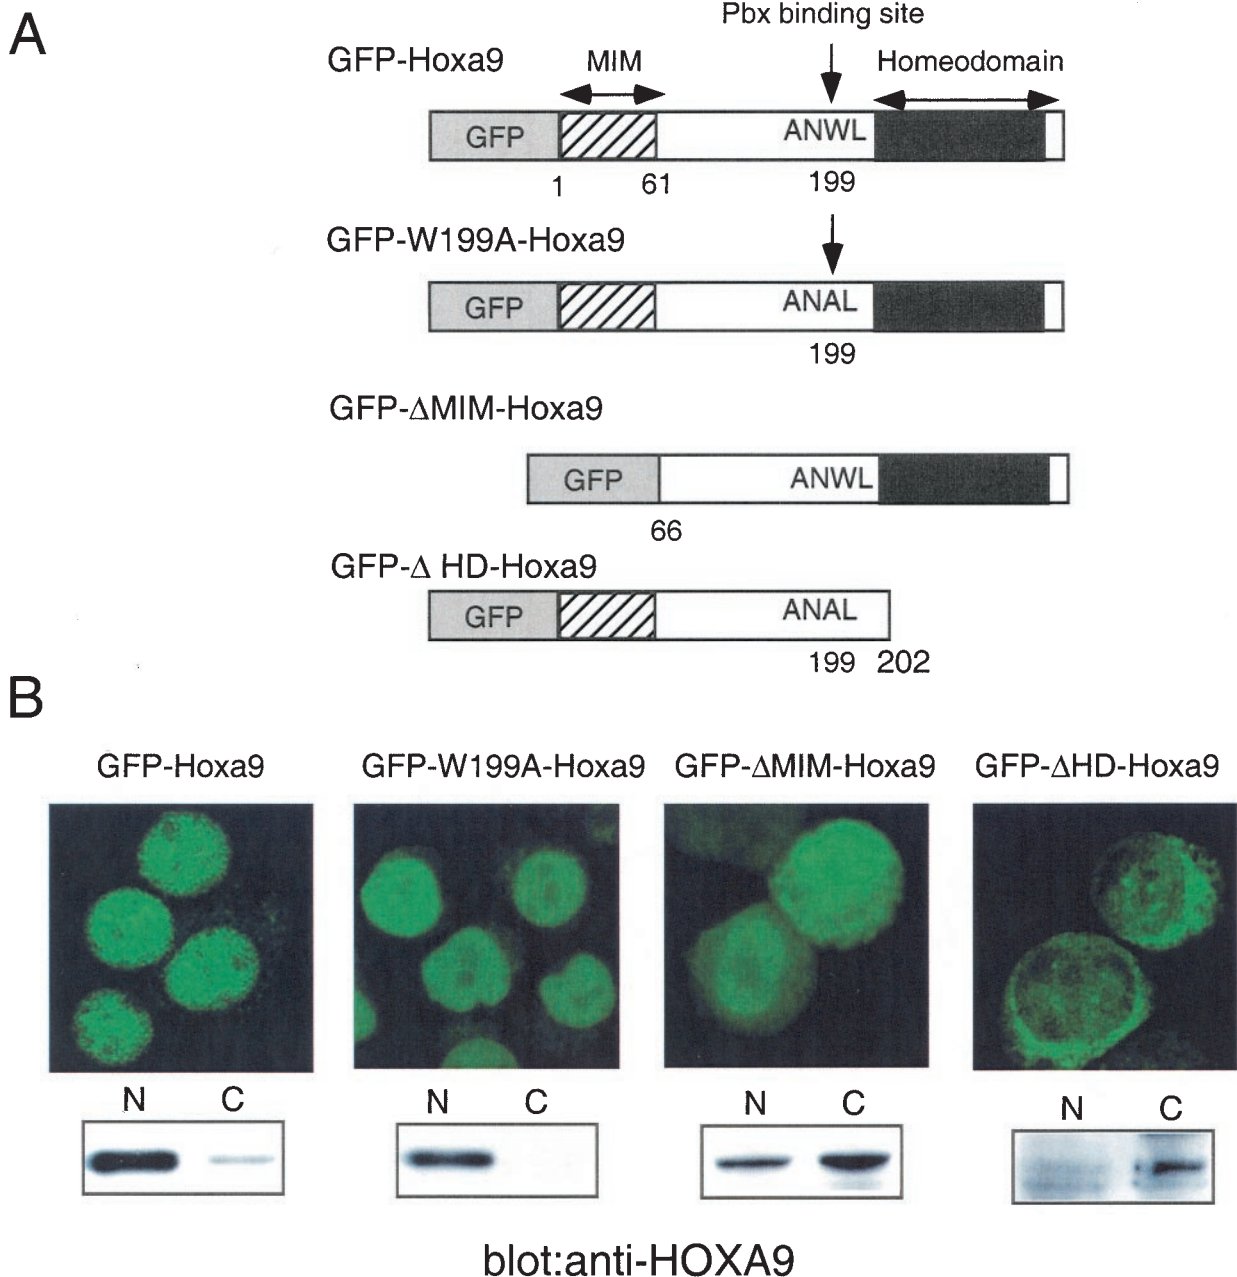 A
Pbx binding site
GFP-Hoxa9
MIM
Homeodomain
GFP
ANWL
1
61
199
GFP-W199A-Hoxa9
GFP
ANAL
199
GFP-ΔMIM-Hoxa9
GFP
ANWL
66
GFP-Δ HD-Hoxa9
GFP
ANAL
199 202
B
GFP-Hoxa9 GFP-W199A-Hoxa9 GFP-ΔMIM-Hoxa9 GFP-ΔHD-Hoxa9
N C N C N C N C
blot:anti-HOXA9